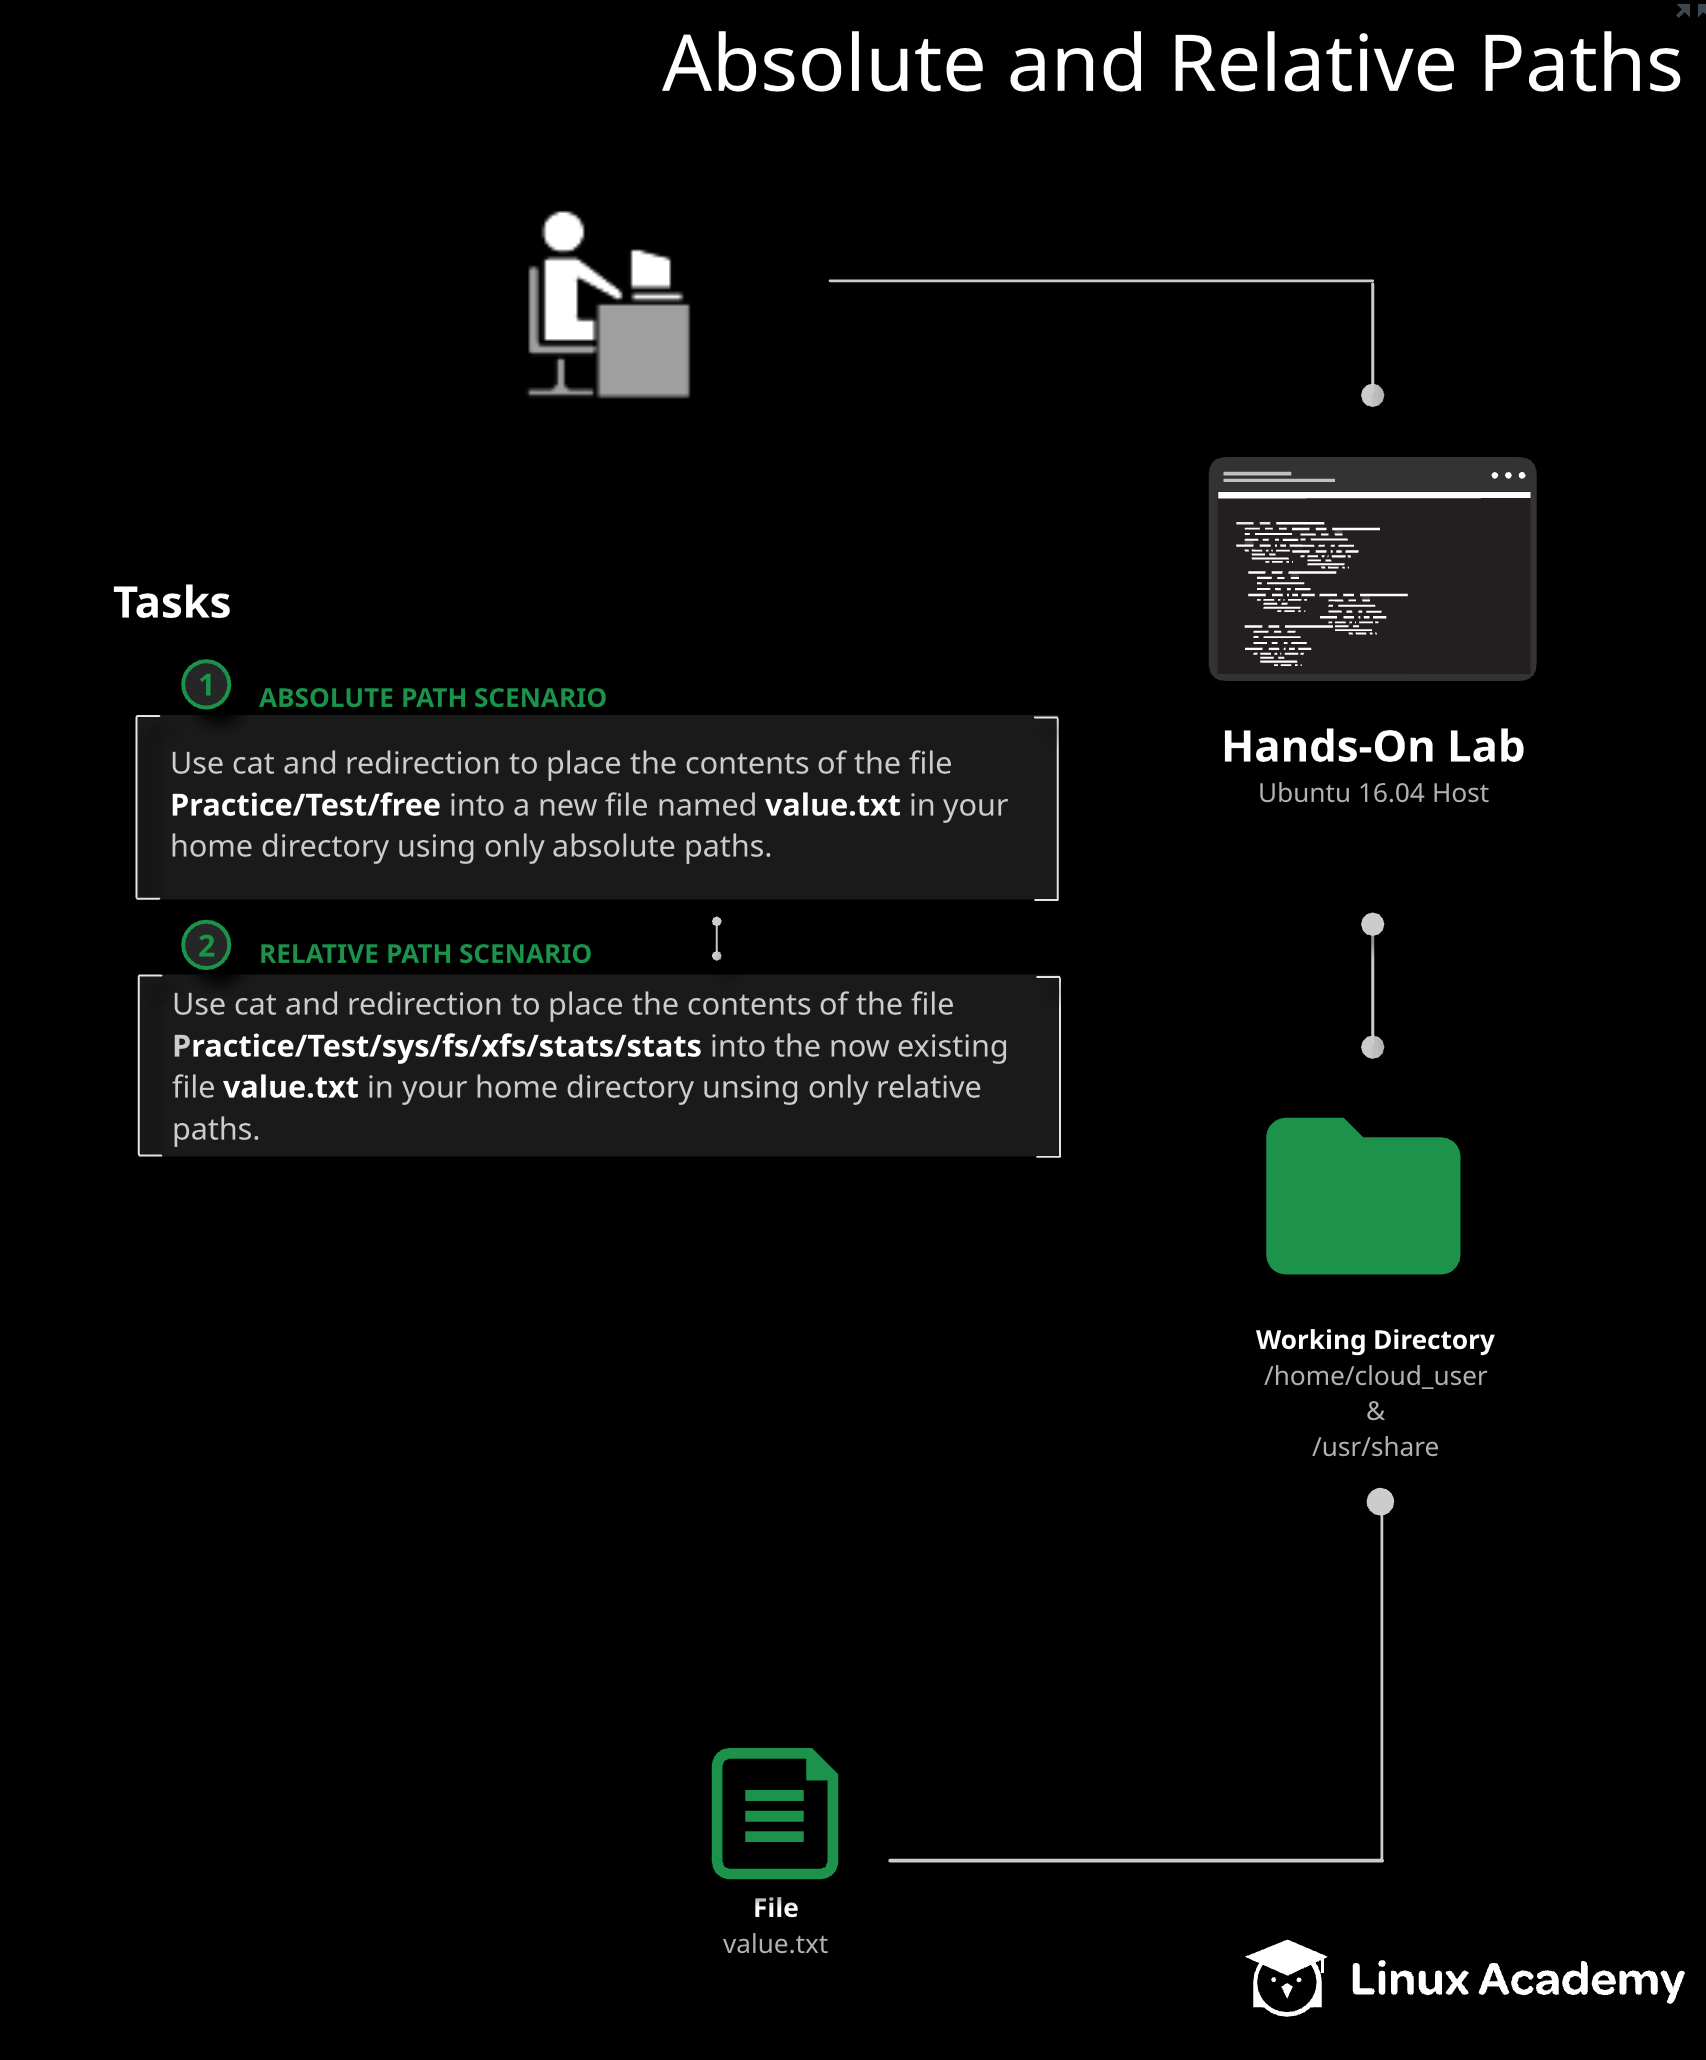 Absolute and Relative Paths
Tasks
1
ABSOLUTE PATH SCENARIO
Use cat and redirection to place the contents of the file
Practice/Test/free into a new file named value.txt in your
home directory using only absolute paths.
2
RELATIVE PATH SCENARIO
Use cat and redirection to place the contents of the file
Practice/Test/sys/fs/xfs/stats/stats into the now existing
file value.txt in your home directory unsing only relative
paths.
Hands-On Lab
Ubuntu 16.04 Host
Working Directory
/home/cloud_user
&
/usr/share
File
value.txt
Linux Academy